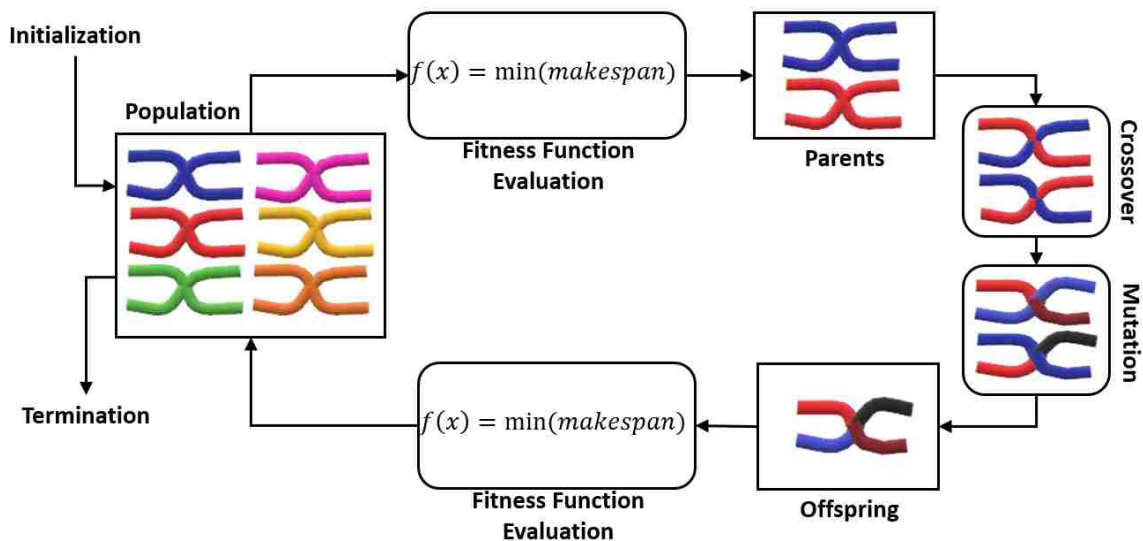 Initialization
Population
f(x) = min(makespan)
Fitness Function
Evaluation
Parents
Crossover
Mutation
Offspring
f(x) = min(makespan)
Fitness Function
Evaluation
Termination